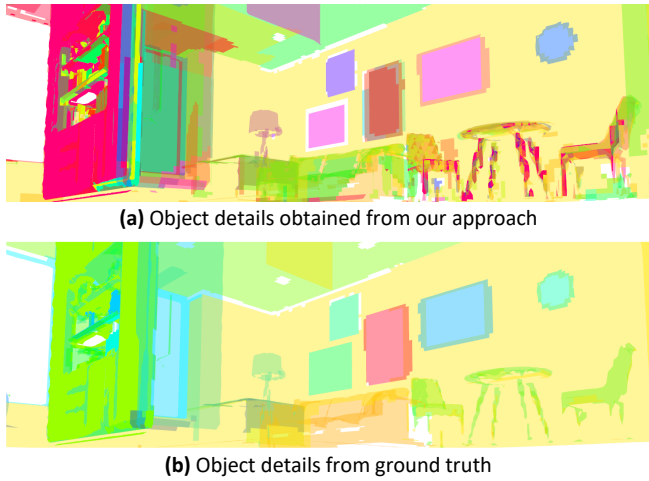 (a) Object details obtained from our approach
(b) Object details from ground truth